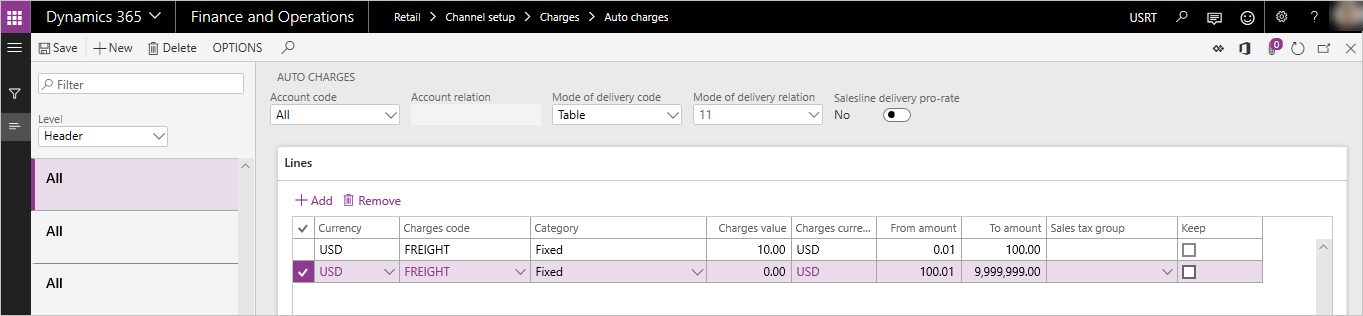 Dynamics 365 Finance and Operations Retail Channel setup Charges Auto charges USRT ?
Save New Delete OPTIONS 0
Filter
Level
Header
All
All
All
AUTO CHARGES
Account code Account relation Mode of delivery code Mode of delivery relation Salesline delivery pro-rate
All Table 11 No
Lines
Add Remove
Currency Charges code Category Charges value Charges curre... From amount To amount Sales tax group Keep
USD FREIGHT Fixed 10.00 USD 0.01 100.00
USD FREIGHT Fixed 0.00 USD 100.01 9,999,999.00